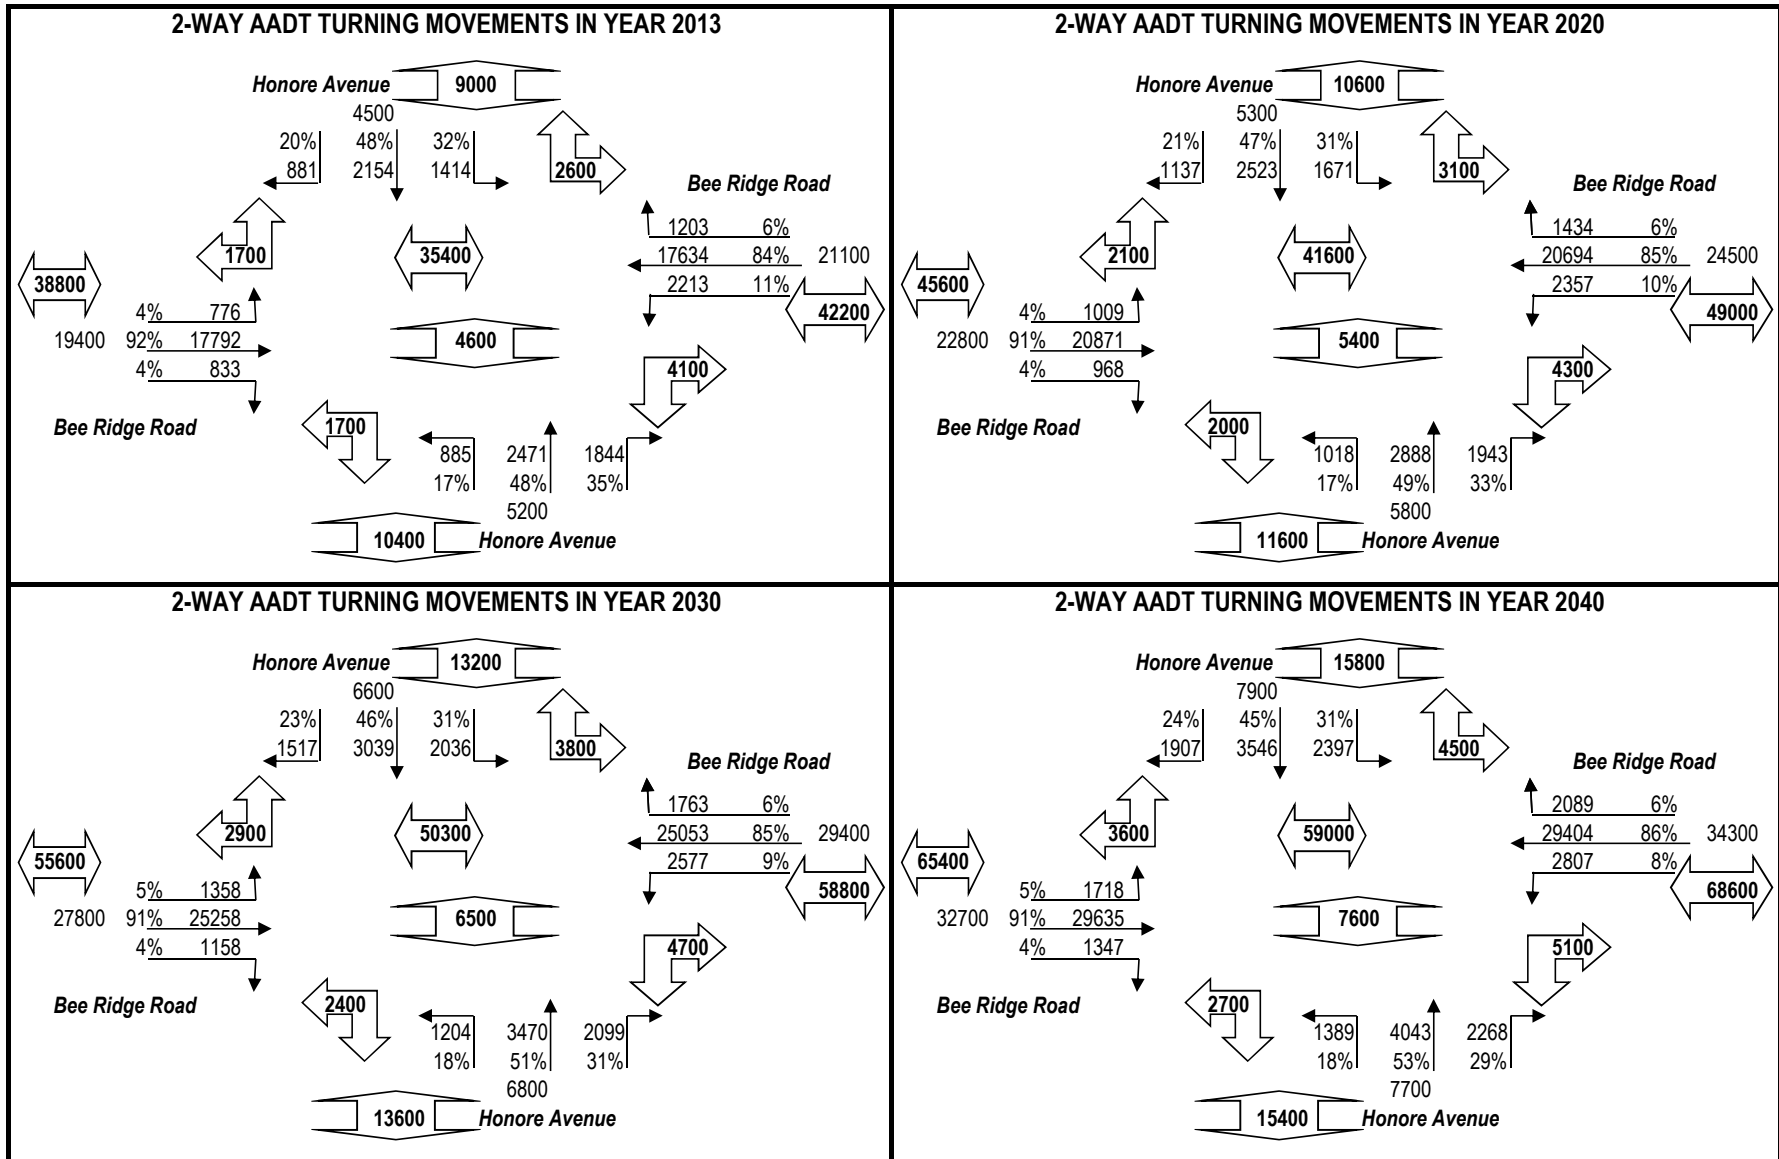 2-WAY AADT TURNING MOVEMENTS IN YEAR 2013
Honore Avenue 9000
4500
20% 48% 32%
881 2154 1414 2600
Bee Ridge Road
1203 6%
1700 35400 17634 84% 21100
38800 2213 11%
4% 776 42200
19400 92% 17792 4600
4% 833 4100
Bee Ridge Road 1700
885 2471 1844
17% 48% 35%
5200
10400 Honore Avenue
2-WAY AADT TURNING MOVEMENTS IN YEAR 2020
Honore Avenue 10600
5300
21% 47% 31%
1137 2523 1671 3100
Bee Ridge Road
1434 6%
2100 41600 20694 85% 24500
45600 2357 10%
4% 1009 49000
22800 91% 20871 5400
4% 968 4300
Bee Ridge Road 2000
1018 2888 1943
17% 49% 33%
5800
11600 Honore Avenue
2-WAY AADT TURNING MOVEMENTS IN YEAR 2030
Honore Avenue 13200
6600
23% 46% 31%
1517 3039 2036 3800
Bee Ridge Road
1763 6%
2900 50300 25053 85% 29400
55600 2577 9%
5% 1358 58800
27800 91% 25258 6500
4% 1158 4700
Bee Ridge Road 2400
1204 3470 2099
18% 51% 31%
6800
13600 Honore Avenue
2-WAY AADT TURNING MOVEMENTS IN YEAR 2040
Honore Avenue 15800
7900
24% 45% 31%
1907 3546 2397 4500
Bee Ridge Road
2089 6%
3600 59000 29404 86% 34300
65400 2807 8%
5% 1718 68600
32700 91% 29635 7600
4% 1347 5100
Bee Ridge Road 2700
1389 4043 2268
18% 53% 29%
7700
15400 Honore Avenue